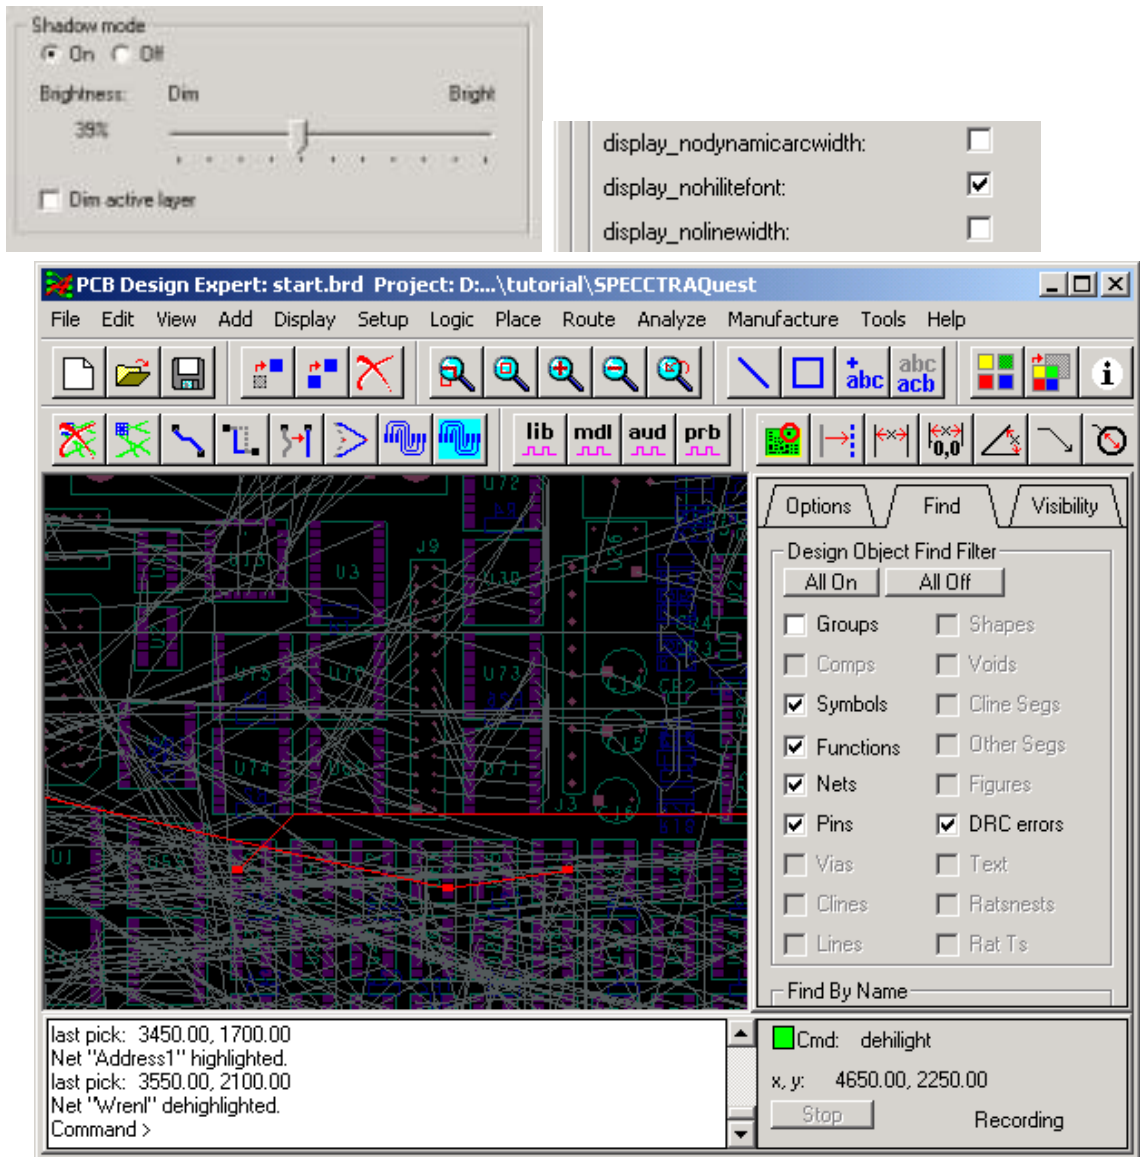 Shadow mode
On Off
Brightness: Dim Bright
39%
Dim active layer
display_nodynamicarcwidth:
display_nohilitefont:
display_nolinewidth:
PCB Design Expert: start.brd Project: D:...\tutorial\SPECCTRAQuest
File Edit View Add Display Setup Logic Place Route Analyze Manufacture Tools Help
abc abc
acb
i
lib mdl aud prb
0,0
U72
J9
U3
U26
U73
U75
U70
U74
U71
J3
Options Find Visibility
Design Object Find Filter
All On All Off
Groups Shapes
Comps Voids
Symbols Cline Segs
Functions Other Segs
Nets Figures
Pins DRC errors
Vias Text
Clines Ratsnests
Lines Rat Ts
Find By Name
last pick: 3450.00, 1700.00
Net "Address1" highlighted.
last pick: 3550.00, 2100.00
Net "Wrenl" dehighlighted.
Command >
Cmd: dehilight
x, y: 4650.00, 2250.00
Stop Recording